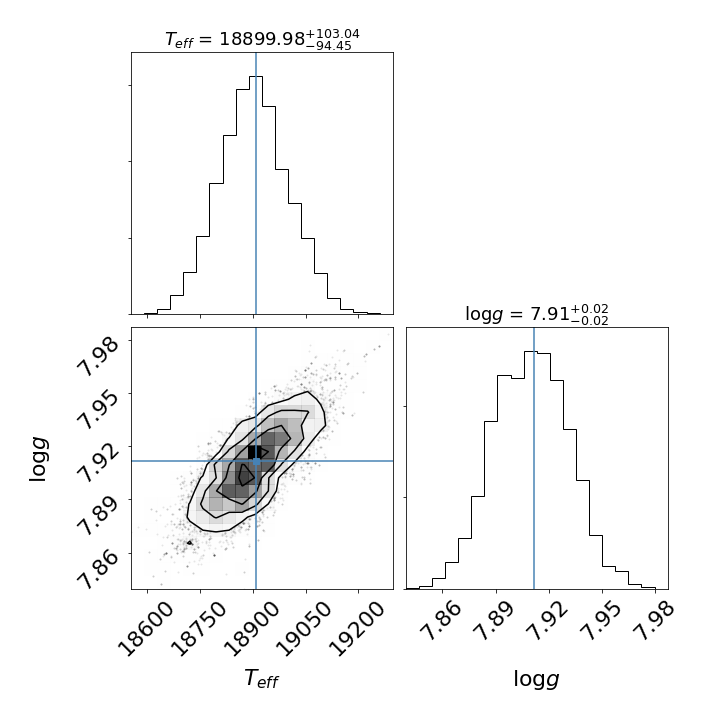 T_eff = 18899.98^{+103.04}_{-94.45}
logg = 7.91^{+0.02}_{-0.02}
7.98
7.95
7.92
7.89
7.86
logg
18600 18750 18900 19050 19200
7.86 7.89 7.92 7.95 7.98
T_eff
logg